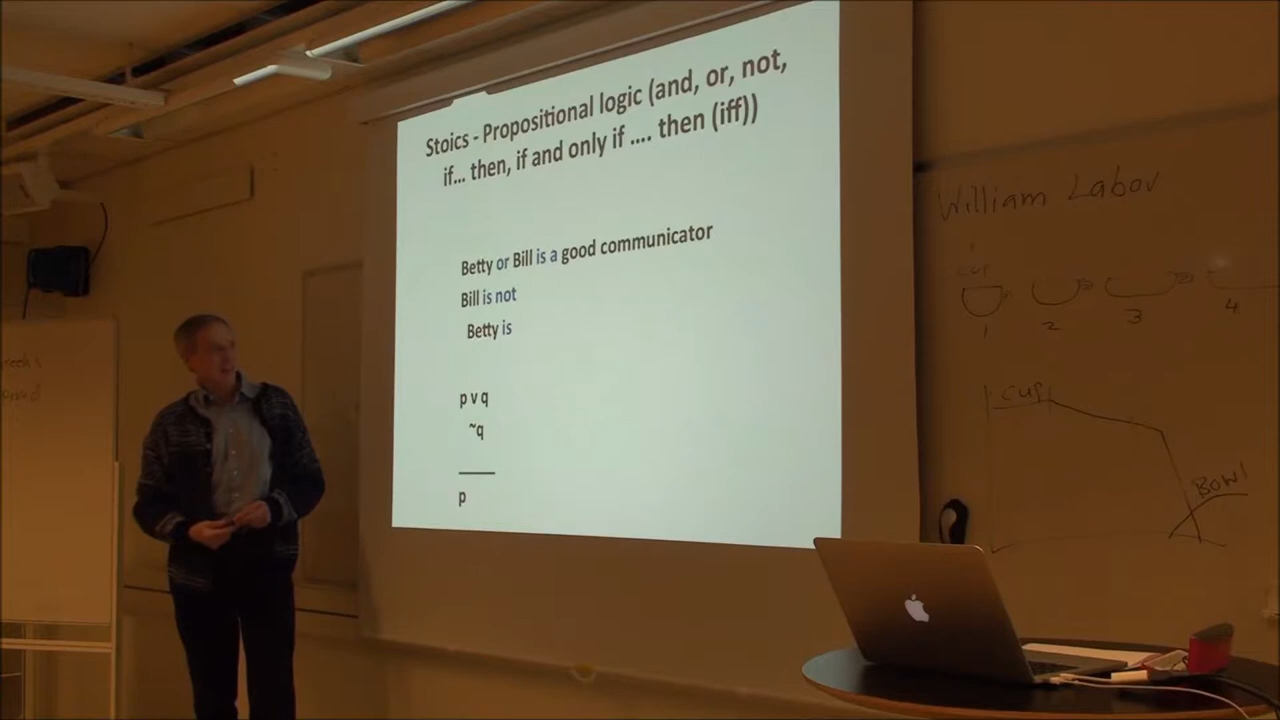 Stoics - Propositional logic (and, or, not,
if... then, if and only if .... then (iff))
Betty or Bill is a good communicator
Bill is not
Betty is
p v q
~q
p
William Labov
cup
1 2 3 4
cup
Bowl